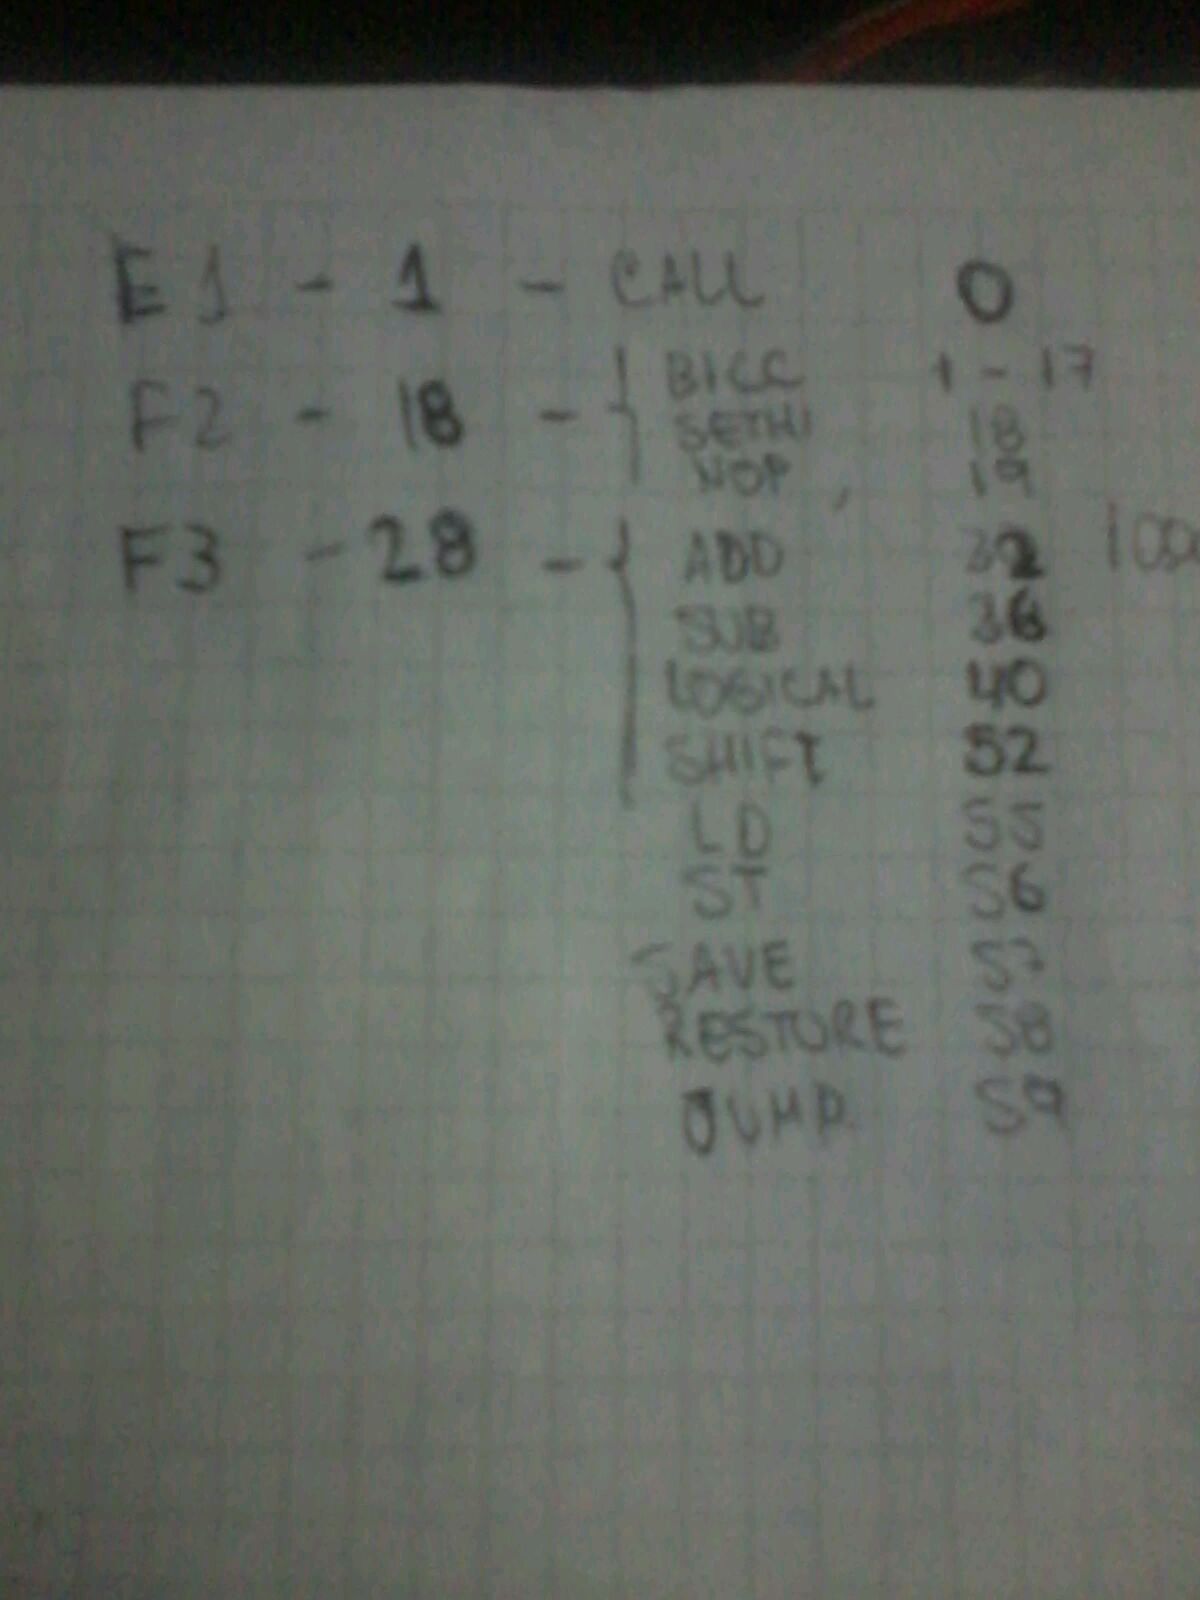 F1 - 1 - CALL 0
F2 - 18 - { BICC 1 - 17
SETHI 18
NOP 19
F3 - 28 - { ADD 32
SUB 36
LOGICAL 40
SHIFT 52
LD 55
ST 56
SAVE 57
RESTORE 58
JUMP 59